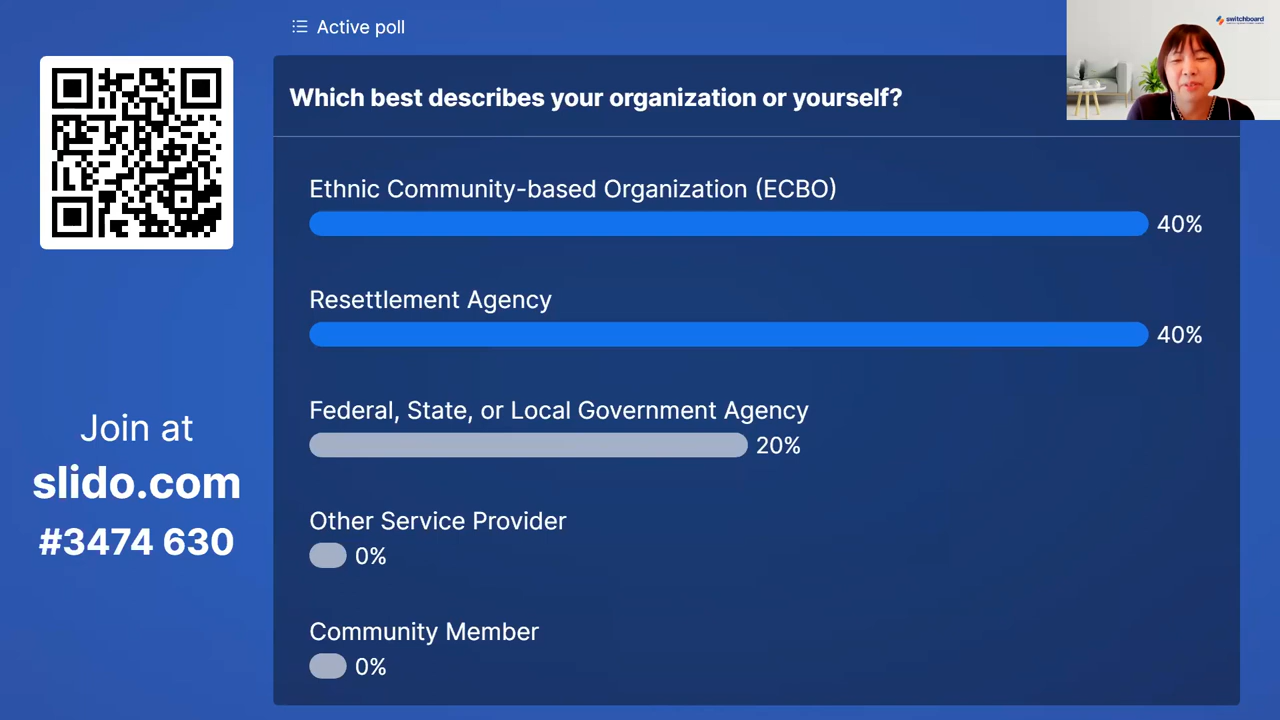 Active poll
switchboard
Which best describes your organization or yourself?
Ethnic Community-based Organization (ECBO)
40%
Resettlement Agency
40%
Federal, State, or Local Government Agency
20%
Other Service Provider
0%
Community Member
0%
Join at
slido.com
#3474 630